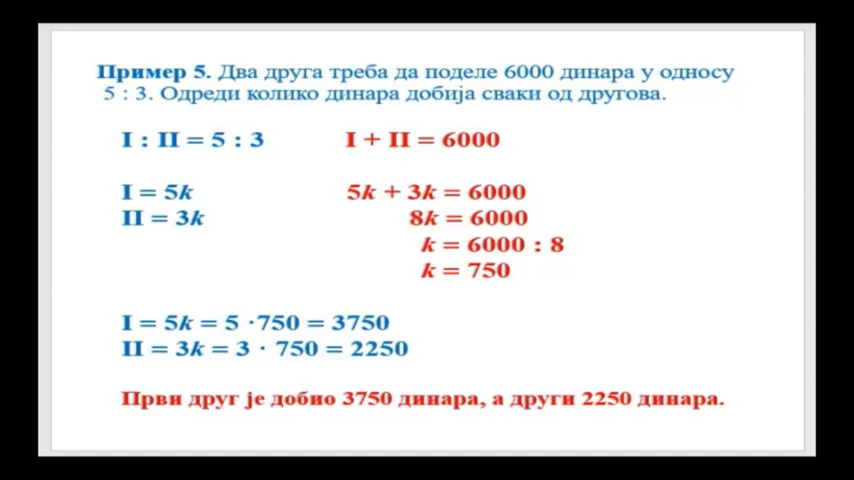 Пример 5. Два друга треба да поделе 6000 динара у односу
5 : 3. Одреди колико динара добија сваки од другова.
I : II = 5 : 3 I + II = 6000
I = 5k 5k + 3k = 6000
II = 3k 8k = 6000
k = 6000 : 8
k = 750
I = 5k = 5 · 750 = 3750
II = 3k = 3 · 750 = 2250
Први друг је добио 3750 динара, а други 2250 динара.